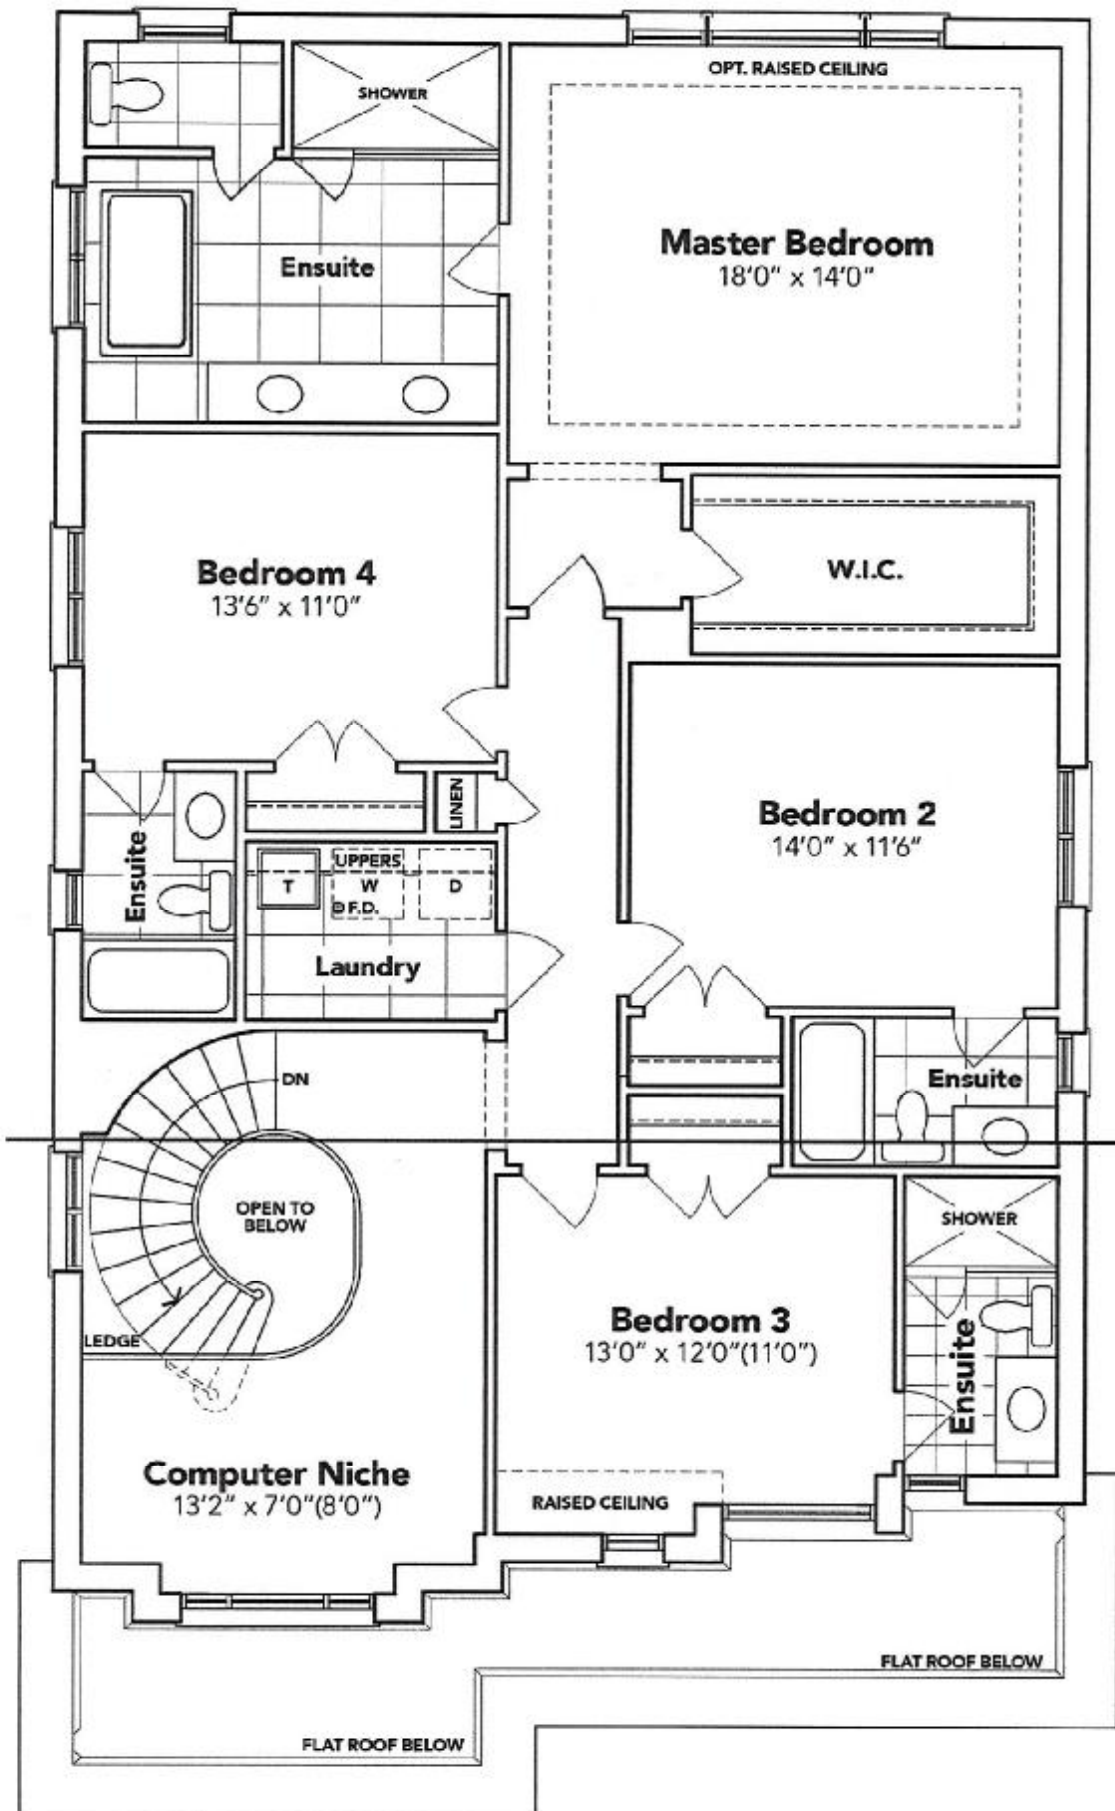 OPT. RAISED CEILING
SHOWER
Master Bedroom
18'0" x 14'0"
Ensuite
Bedroom 4
13'6" x 11'0"
W.I.C.
LINEN
Bedroom 2
14'0" x 11'6"
Ensuite
UPPERS
T
W
D
F.D.
Laundry
DN
Ensuite
OPEN TO
BELOW
SHOWER
LEDGE
Bedroom 3
13'0" x 12'0"(11'0")
Ensuite
Computer Niche
13'2" x 7'0"(8'0")
RAISED CEILING
FLAT ROOF BELOW
FLAT ROOF BELOW